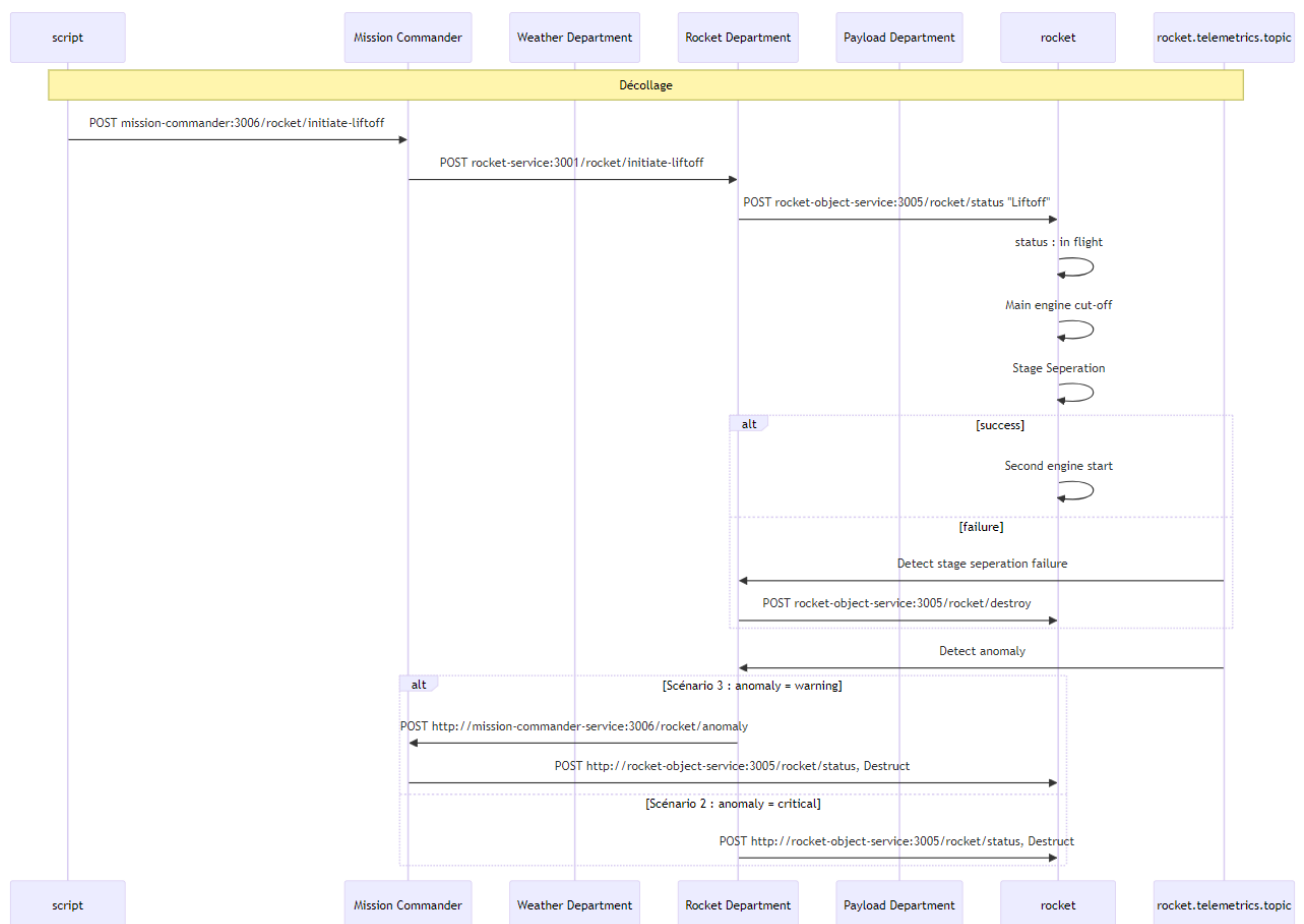 script
Mission Commander
Weather Department
Rocket Department
Payload Department
rocket
rocket.telemetrics.topic
Décollage
POST mission-commander:3006/rocket/initiate-liftoff
POST rocket-service:3001/rocket/initiate-liftoff
POST rocket-object-service:3005/rocket/status "Liftoff"
status : in flight
Main engine cut-off
Stage Seperation
alt
[success]
Second engine start
[failure]
Detect stage seperation failure
POST rocket-object-service:3005/rocket/destroy
Detect anomaly
alt
[Scénario 3 : anomaly = warning]
POST http://mission-commander-service:3006/rocket/anomaly
POST http://rocket-object-service:3005/rocket/status, Destruct
[Scénario 2 : anomaly = critical]
POST http://rocket-object-service:3005/rocket/status, Destruct
script
Mission Commander
Weather Department
Rocket Department
Payload Department
rocket
rocket.telemetrics.topic